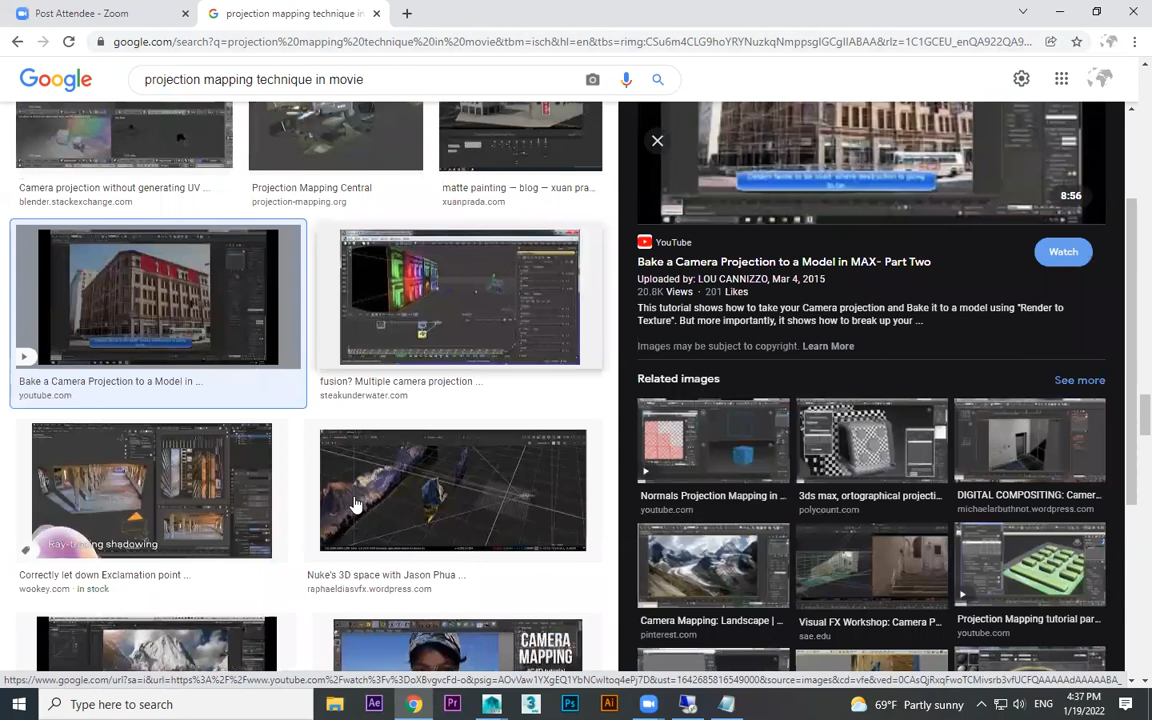 Post Attendee - Zoom
projection mapping technique in
google.com/search?q=projection%20mapping%20technique%20in%20movie&tbm=isch&hl=en&tbs=rimg:CSu6m4CLG9hoYRYNuzkqNmppsgIGCgIIABAA&rlz=1C1GCEU_enQA922QA9...
Google
projection mapping technique in movie
Camera projection without generating UV ...
blender.stackexchange.com
Projection Mapping Central
projection-mapping.org
matte painting — blog — xuan pra...
xuanprada.com
8:56
YouTube
Bake a Camera Projection to a Model in MAX- Part Two
Watch
Uploaded by: LOU CANNIZZO, Mar 4, 2015
20.8K Views · 201 Likes
This tutorial shows how to take your Camera projection and Bake it to a model using "Render to
Texture". But more importantly, it shows how to break up your ...
Images may be subject to copyright. Learn More
Bake a Camera Projection to a Model in ...
youtube.com
fusion? Multiple camera projection ...
steakunderwater.com
Related images
See more
Normals Projection Mapping in ...
youtube.com
3ds max, ortographical projecti...
polycount.com
DIGITAL COMPOSITING: Camer...
michaelarbuthnot.wordpress.com
Ray-tracing shadowing
Correctly let down Exclamation point ...
wookey.com · in stock
Nuke's 3D space with Jason Phua ...
raphaeldiasvfx.wordpress.com
Camera Mapping: Landscape | ...
pinterest.com
Visual FX Workshop: Camera P...
sae.edu
Projection Mapping tutorial par...
youtube.com
CAMERA
MAPPING
Type here to search
Ae
Pr
3
Ps
Ai
69°F Partly sunny
ENG
4:37 PM
1/19/2022